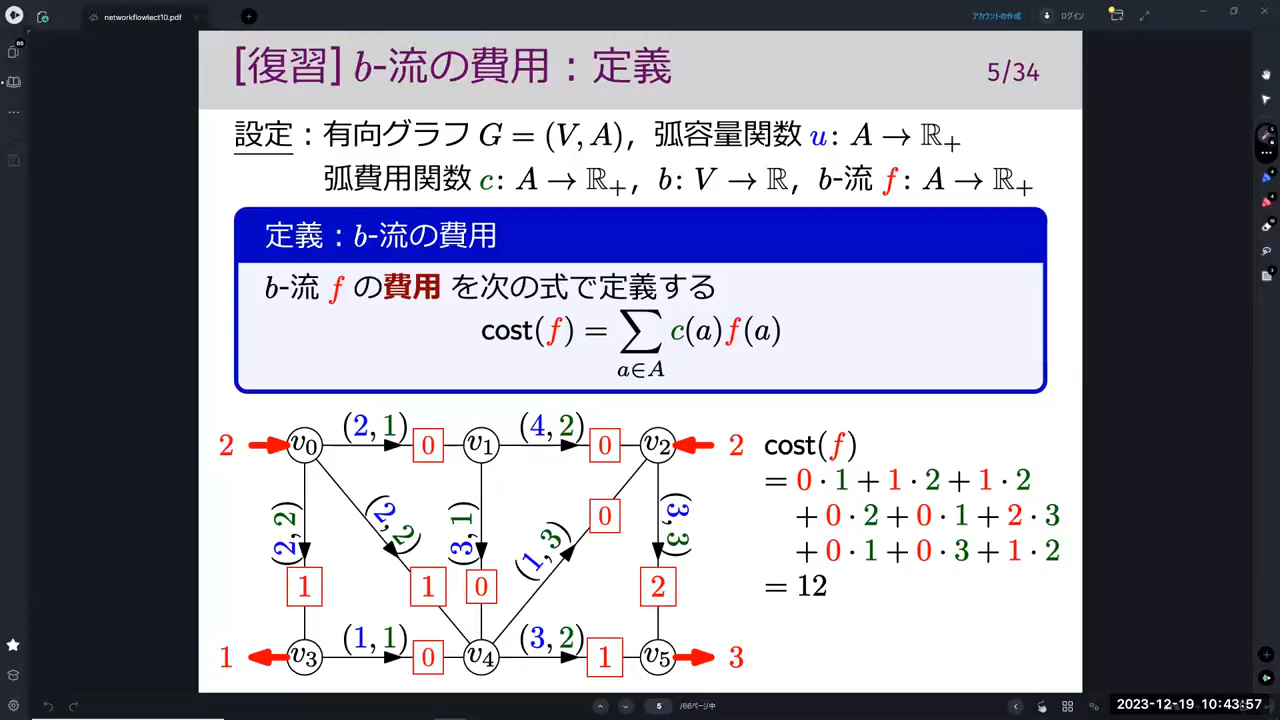 networkflowlect10.pdf
アカウントの作成
ログイン
[復習] b-流の費用：定義
5/34
設定：有向グラフ G = (V, A)，弧容量関数 u: A → ℝ₊
弧費用関数 c: A → ℝ₊，b: V → ℝ，b-流 f: A → ℝ₊
定義：b-流の費用
b-流 f の費用 を次の式で定義する
cost(f) = ∑ c(a)f(a)
a∈A
2 v₀ (2, 1) 0 v₁ (4, 2) 0 v₂ 2
(2, 2) (2, 2) (3, 1) (1, 3) 0 (3, 3)
1 1 0 2
1 v₃ (1, 1) 0 v₄ (3, 2) 1 v₅ 3
cost(f)
= 0 · 1 + 1 · 2 + 1 · 2
+ 0 · 2 + 0 · 1 + 2 · 3
+ 0 · 1 + 0 · 3 + 1 · 2
= 12
5 /66ページ中
2023-12-19 10:43:57